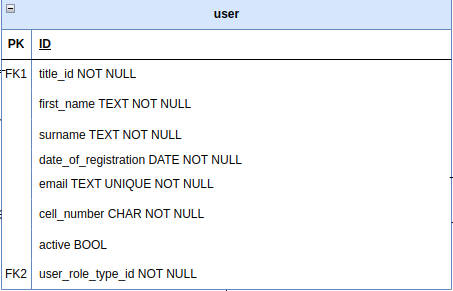 user
PK ID
FK1 title_id NOT NULL
first_name TEXT NOT NULL
surname TEXT NOT NULL
date_of_registration DATE NOT NULL
email TEXT UNIQUE NOT NULL
cell_number CHAR NOT NULL
active BOOL
FK2 user_role_type_id NOT NULL